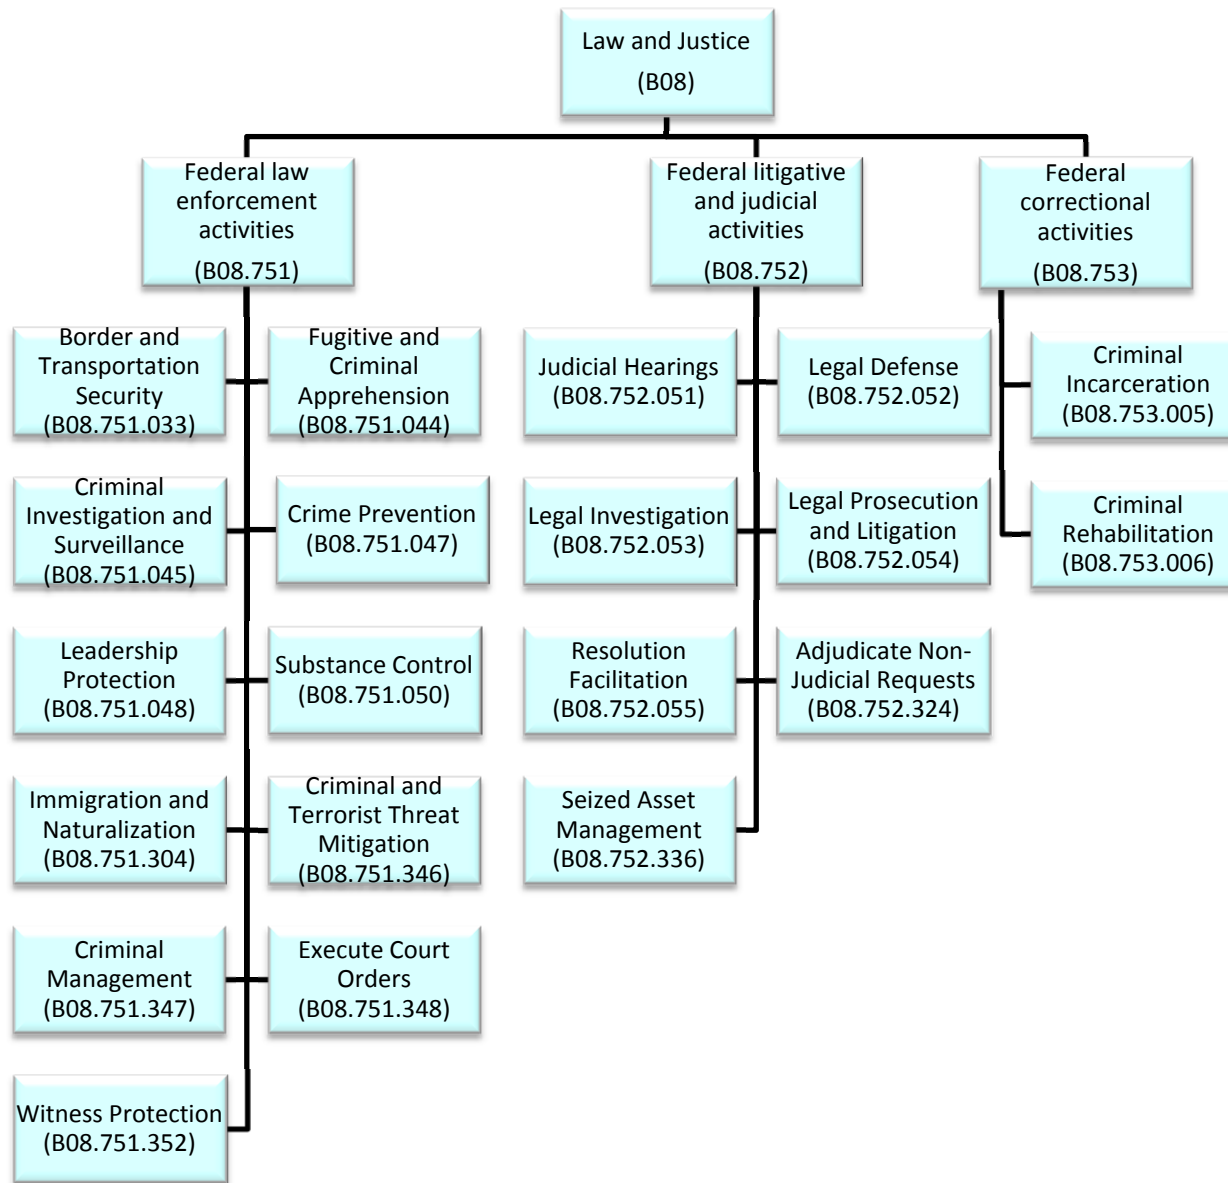 Law and Justice
(B08)
Federal law
enforcement
activities
(B08.751)
Federal litigative
and judicial
activities
(B08.752)
Federal
correctional
activities
(B08.753)
Border and
Transportation
Security
(B08.751.033)
Fugitive and
Criminal
Apprehension
(B08.751.044)
Judicial Hearings
(B08.752.051)
Legal Defense
(B08.752.052)
Criminal
Incarceration
(B08.753.005)
Criminal
Investigation and
Surveillance
(B08.751.045)
Crime Prevention
(B08.751.047)
Legal Investigation
(B08.752.053)
Legal Prosecution
and Litigation
(B08.752.054)
Criminal
Rehabilitation
(B08.753.006)
Leadership
Protection
(B08.751.048)
Substance Control
(B08.751.050)
Resolution
Facilitation
(B08.752.055)
Adjudicate Non-
Judicial Requests
(B08.752.324)
Immigration and
Naturalization
(B08.751.304)
Criminal and
Terrorist Threat
Mitigation
(B08.751.346)
Seized Asset
Management
(B08.752.336)
Criminal
Management
(B08.751.347)
Execute Court
Orders
(B08.751.348)
Witness Protection
(B08.751.352)